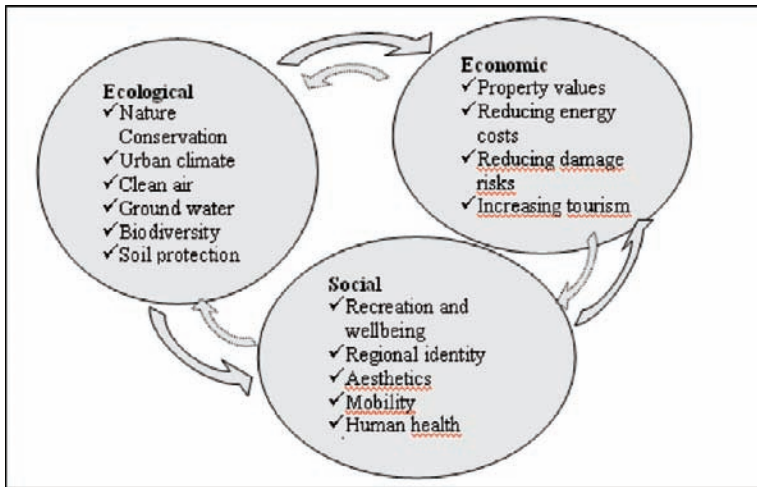 Ecological
✓Nature
Conservation
✓Urban climate
✓Clean air
✓Ground water
✓Biodiversity
✓Soil protection
Economic
✓Property values
✓Reducing energy
costs
✓Reducing damage
risks
✓Increasing tourism
Social
✓Recreation and
wellbeing
✓Regional identity
✓Aesthetics
✓Mobility
✓Human health